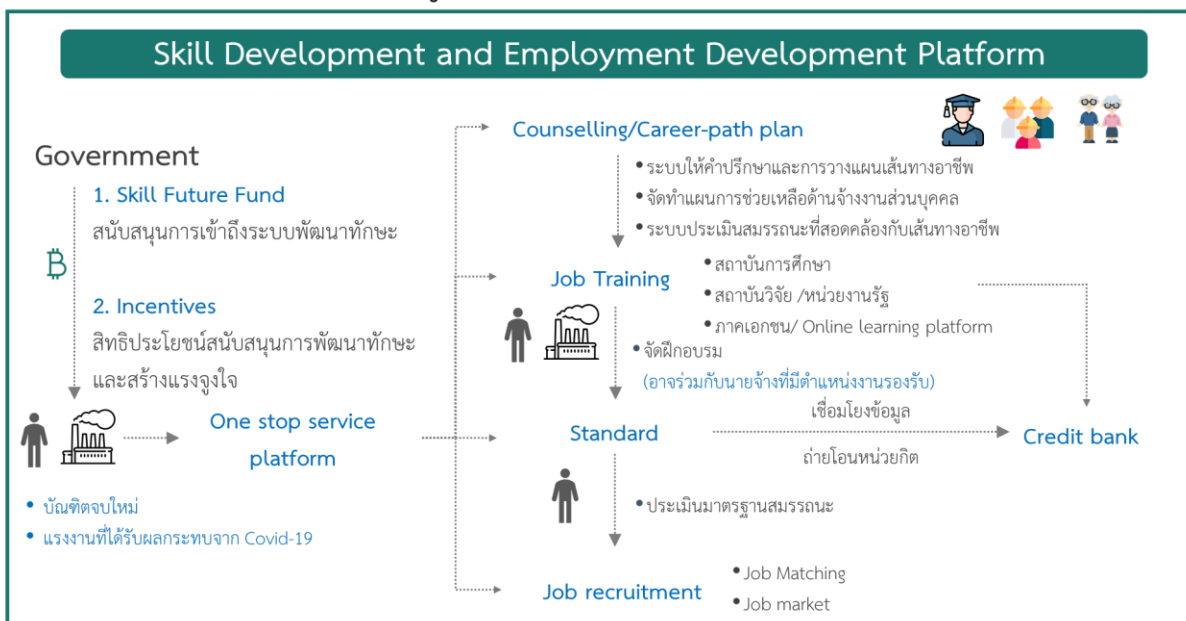 Skill Development and Employment Development Platform
Government
1. Skill Future Fund
สนับสนุนการเข้าถึงระบบพัฒนาทักษะ
฿
2. Incentives
สิทธิประโยชน์สนับสนุนการพัฒนาทักษะ
และสร้างแรงจูงใจ
One stop service
platform
• บัณฑิตจบใหม่
• แรงงานที่ได้รับผลกระทบจาก Covid-19
Counselling/Career-path plan
• ระบบให้คำปรึกษาและการวางแผนเส้นทางอาชีพ
• จัดทำแผนการช่วยเหลือด้านจ้างงานส่วนบุคคล
• ระบบประเมินสมรรถนะที่สอดคล้องกับเส้นทางอาชีพ
Job Training
• สถาบันการศึกษา
• สถาบันวิจัย /หน่วยงานรัฐ
• ภาคเอกชน/ Online learning platform
• จัดฝึกอบรม
(อาจร่วมกับนายจ้างที่มีตำแหน่งงานรองรับ)
Standard
เชื่อมโยงข้อมูล
ถ่ายโอนหน่วยกิต
Credit bank
• ประเมินมาตรฐานสมรรถนะ
Job recruitment
• Job Matching
• Job market